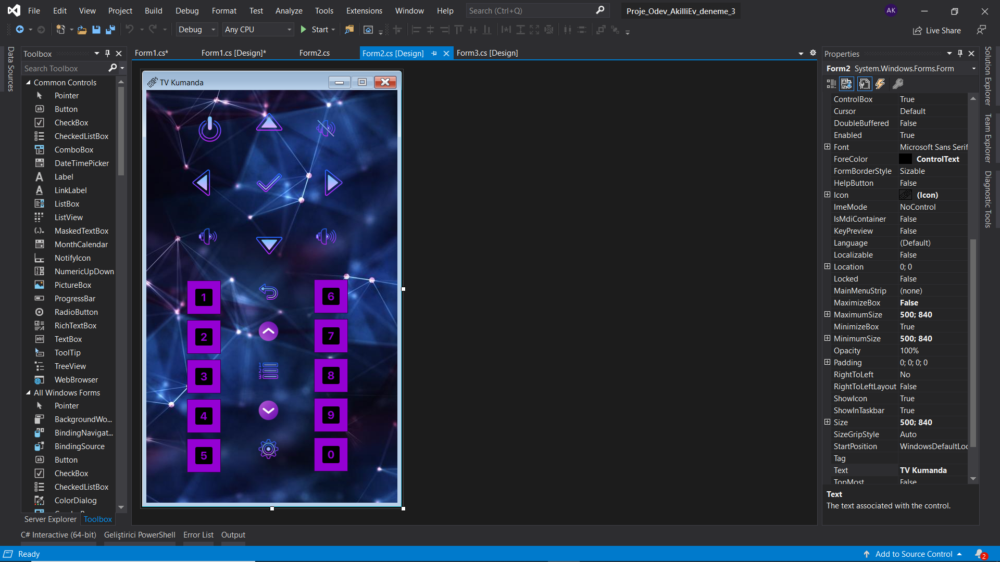 File Edit View Project Build Debug Format Test Analyze Tools Extensions Window Help Search (Ctrl+Q) Proje_Odev_AkilliEv_deneme_3 AK
Debug Any CPU Start Live Share
Data Sources
Toolbox
Search Toolbox
Common Controls
Pointer
Button
CheckBox
CheckedListBox
ComboBox
DateTimePicker
Label
LinkLabel
ListBox
ListView
MaskedTextBox
MonthCalendar
NotifyIcon
NumericUpDown
PictureBox
ProgressBar
RadioButton
RichTextBox
TextBox
ToolTip
TreeView
WebBrowser
All Windows Forms
Pointer
BackgroundWo...
BindingNavigat...
BindingSource
Button
CheckBox
CheckedListBox
ColorDialog
Server Explorer Toolbox
Form1.cs* Form1.cs [Design]* Form2.cs Form2.cs [Design] Form3.cs [Design]
TV Kumanda
1 6
2 7
3 8
4 9
5 0
Properties
Form2 System.Windows.Forms.Form
ControlBox True
Cursor Default
DoubleBuffered False
Enabled True
Font Microsoft Sans Serif
ForeColor ControlText
FormBorderStyle Sizable
HelpButton False
Icon (Icon)
ImeMode NoControl
IsMdiContainer False
KeyPreview False
Language (Default)
Localizable False
Location 0; 0
Locked False
MainMenuStrip (none)
MaximizeBox False
MaximumSize 500; 840
MinimizeBox True
MinimumSize 500; 840
Opacity 100%
Padding 0; 0; 0; 0
RightToLeft No
RightToLeftLayout False
ShowIcon True
ShowInTaskbar True
Size 500; 840
SizeGripStyle Auto
StartPosition WindowsDefaultLoc
Tag
Text TV Kumanda
TopMost False
Text
The text associated with the control.
Solution Explorer
Team Explorer
Diagnostic Tools
C# Interactive (64-bit) Geliştirici PowerShell Error List Output
Ready Add to Source Control 2